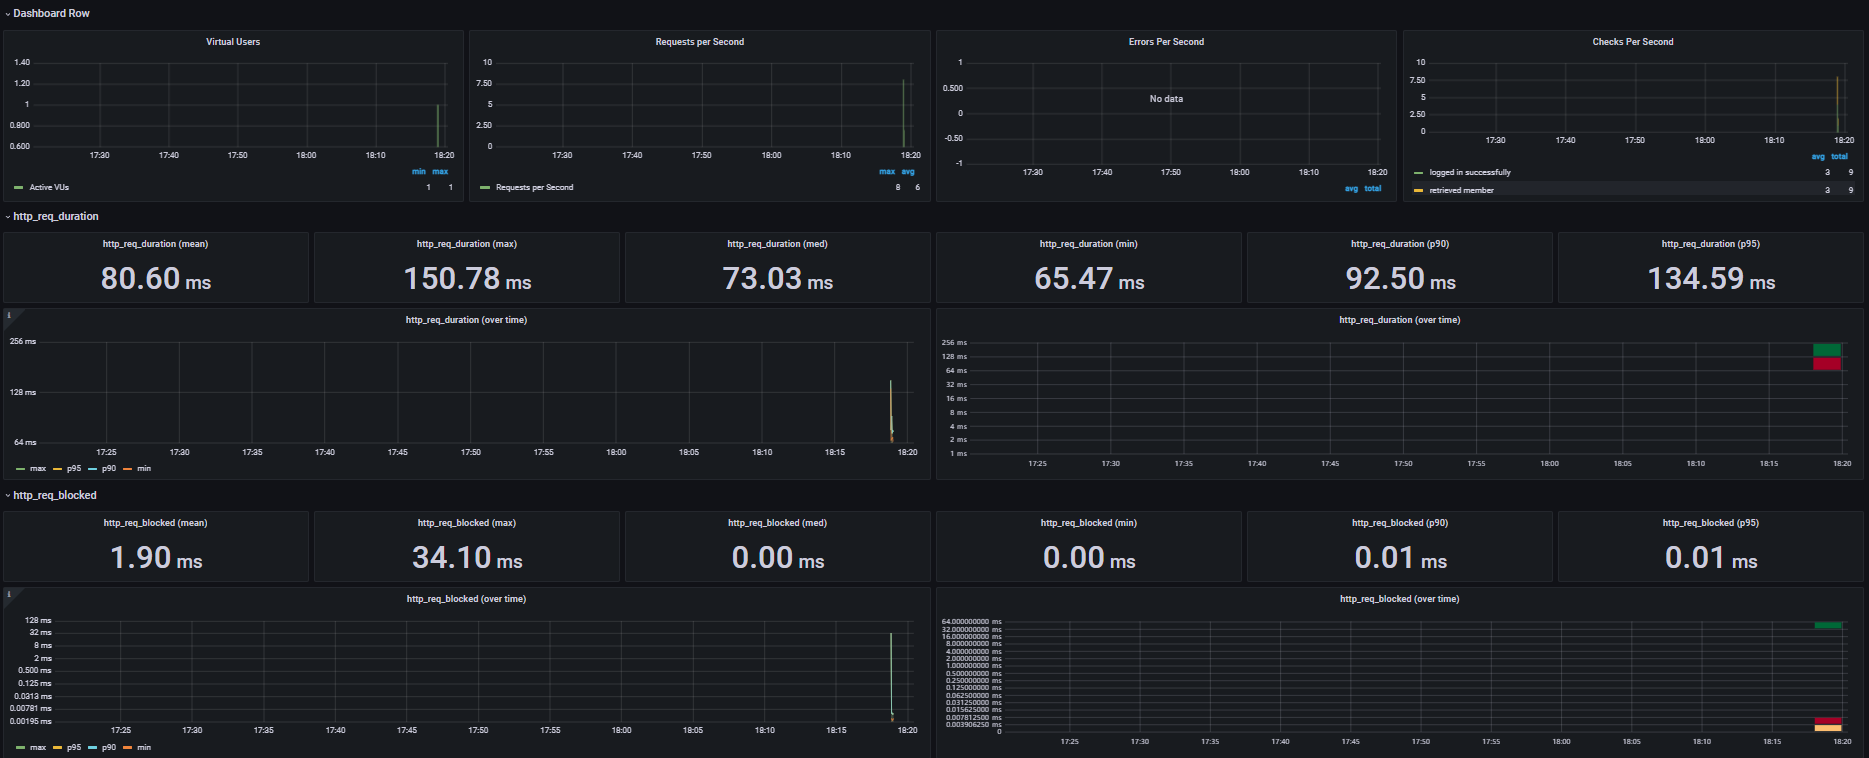 Dashboard Row
Virtual Users
1.40
1.20
1
0.800
0.600
17:30 17:40 17:50 18:00 18:10 18:20
min max
Active VUs 1 1
Requests per Second
10
7.50
5
2.50
0
17:30 17:40 17:50 18:00 18:10 18:20
max avg
Requests per Second 8 6
Errors Per Second
1
0.500
0
-0.50
-1
No data
17:30 17:40 17:50 18:00 18:10 18:20
avg total
Checks Per Second
10
7.50
5
2.50
0
17:30 17:40 17:50 18:00 18:10 18:20
avg total
logged in successfully 3 9
retrieved member 3 9
http_req_duration
http_req_duration (mean)
80.60 ms
http_req_duration (max)
150.78 ms
http_req_duration (med)
73.03 ms
http_req_duration (min)
65.47 ms
http_req_duration (p90)
92.50 ms
http_req_duration (p95)
134.59 ms
i
http_req_duration (over time)
256 ms
128 ms
64 ms
17:25 17:30 17:35 17:40 17:45 17:50 17:55 18:00 18:05 18:10 18:15 18:20
max p95 p90 min
http_req_duration (over time)
256 ms
128 ms
64 ms
32 ms
16 ms
8 ms
4 ms
2 ms
1 ms
17:25 17:30 17:35 17:40 17:45 17:50 17:55 18:00 18:05 18:10 18:15 18:20
http_req_blocked
http_req_blocked (mean)
1.90 ms
http_req_blocked (max)
34.10 ms
http_req_blocked (med)
0.00 ms
http_req_blocked (min)
0.00 ms
http_req_blocked (p90)
0.01 ms
http_req_blocked (p95)
0.01 ms
i
http_req_blocked (over time)
128 ms
32 ms
8 ms
2 ms
0.500 ms
0.125 ms
0.0313 ms
0.00781 ms
0.00195 ms
17:25 17:30 17:35 17:40 17:45 17:50 17:55 18:00 18:05 18:10 18:15 18:20
max p95 p90 min
http_req_blocked (over time)
64.000000000 ms
32.000000000 ms
16.000000000 ms
8.000000000 ms
4.000000000 ms
2.000000000 ms
1.000000000 ms
0.500000000 ms
0.250000000 ms
0.125000000 ms
0.062500000 ms
0.031250000 ms
0.015625000 ms
0.007812500 ms
0.003906250 ms
0
17:25 17:30 17:35 17:40 17:45 17:50 17:55 18:00 18:05 18:10 18:15 18:20